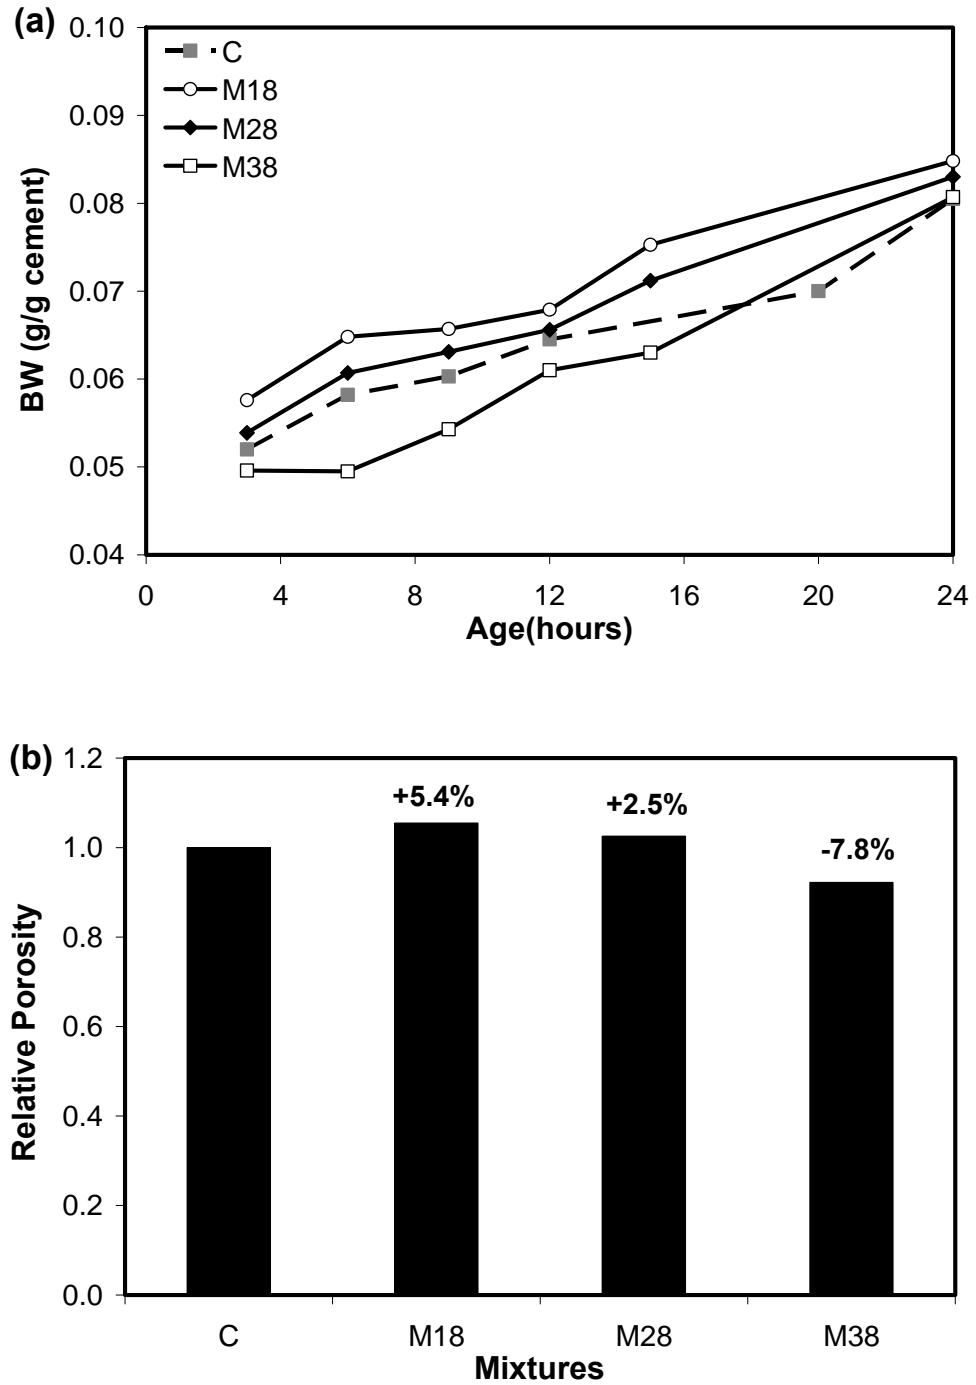 (a)
0.10
0.09
0.08
0.07
0.06
0.05
0.04
BW (g/g cement)
C
M18
M28
M38
0 4 8 12 16 20 24
Age(hours)
(b)
1.2
1.0
0.8
0.6
0.4
0.2
0.0
Relative Porosity
+5.4%
+2.5%
-7.8%
C M18 M28 M38
Mixtures